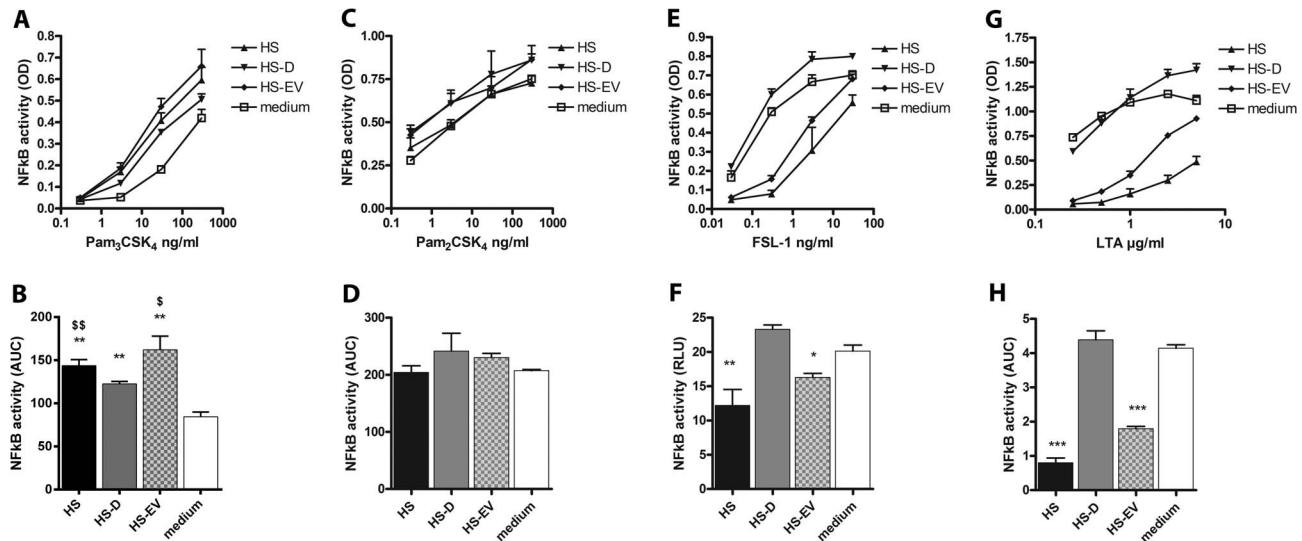 A
NFkB activity (OD)
0.8
0.7
0.6
0.5
0.4
0.3
0.2
0.1
0.0
0.1 1 10 100 1000
Pam3CSK4 ng/ml
HS
HS-D
HS-EV
medium
C
NFkB activity (OD)
1.00
0.75
0.50
0.25
0.00
0.1 1 10 100 1000
Pam2CSK4 ng/ml
HS
HS-D
HS-EV
medium
E
NFkB activity (OD)
0.9
0.8
0.7
0.6
0.5
0.4
0.3
0.2
0.1
0.0
0.01 0.1 1 10 100
FSL-1 ng/ml
HS
HS-D
HS-EV
medium
G
NFkB activity (OD)
1.75
1.50
1.25
1.00
0.75
0.50
0.25
0.00
0.1 1 10
LTA µg/ml
HS
HS-D
HS-EV
medium
B
NFkB activity (AUC)
200
150
100
50
0
$$
**
**
$
**
HS HS-D HS-EV medium
D
NFkB activity (AUC)
300
200
100
0
HS HS-D HS-EV medium
F
NFkB activity (RLU)
25
20
15
10
5
0
**
*
HS HS-D HS-EV medium
H
NFkB activity (AUC)
5
4
3
2
1
0
***
***
HS HS-D HS-EV medium